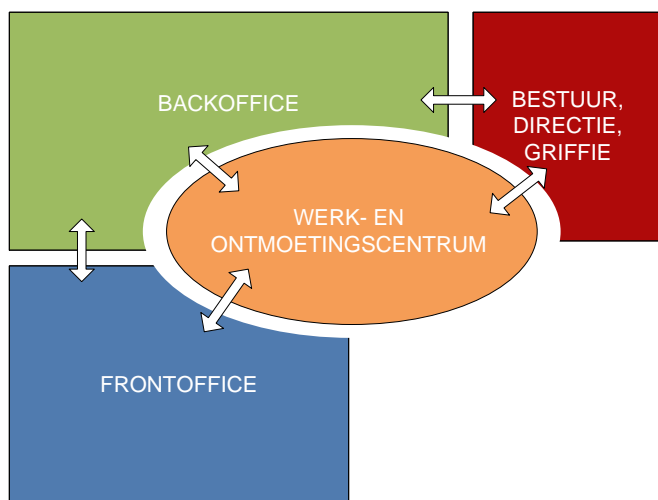 BACKOFFICE
BESTUUR,
DIRECTIE,
GRIFFIE
WERK- EN
ONTMOETINGSCENTRUM
FRONTOFFICE